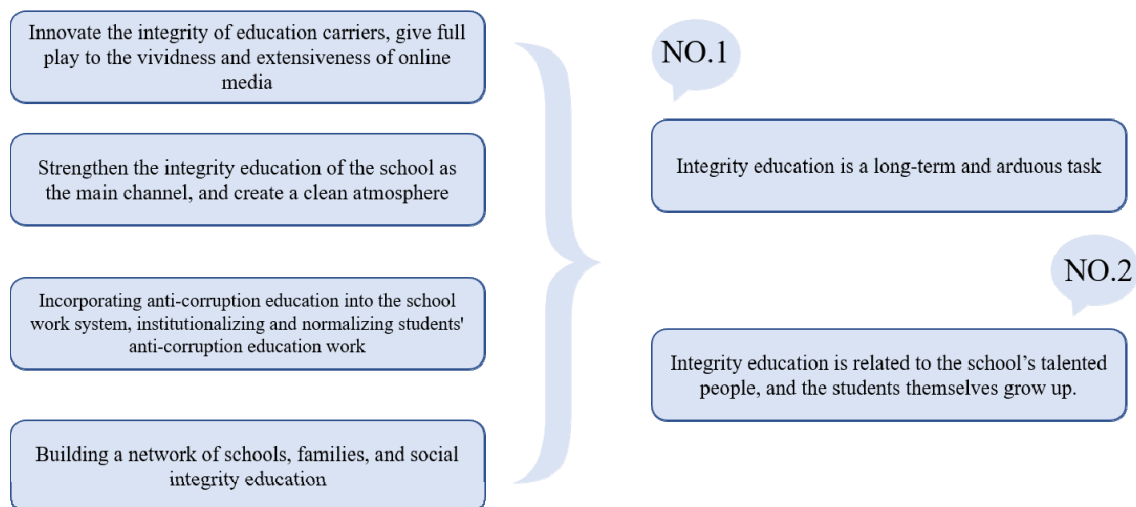 Innovate the integrity of education carriers, give full
play to the vividness and extensiveness of online
media
Strengthen the integrity education of the school as
the main channel, and create a clean atmosphere
Incorporating anti-corruption education into the school
work system, institutionalizing and normalizing students'
anti-corruption education work
Building a network of schools, families, and social
integrity education
NO.1
Integrity education is a long-term and arduous task
NO.2
Integrity education is related to the school’s talented
people, and the students themselves grow up.